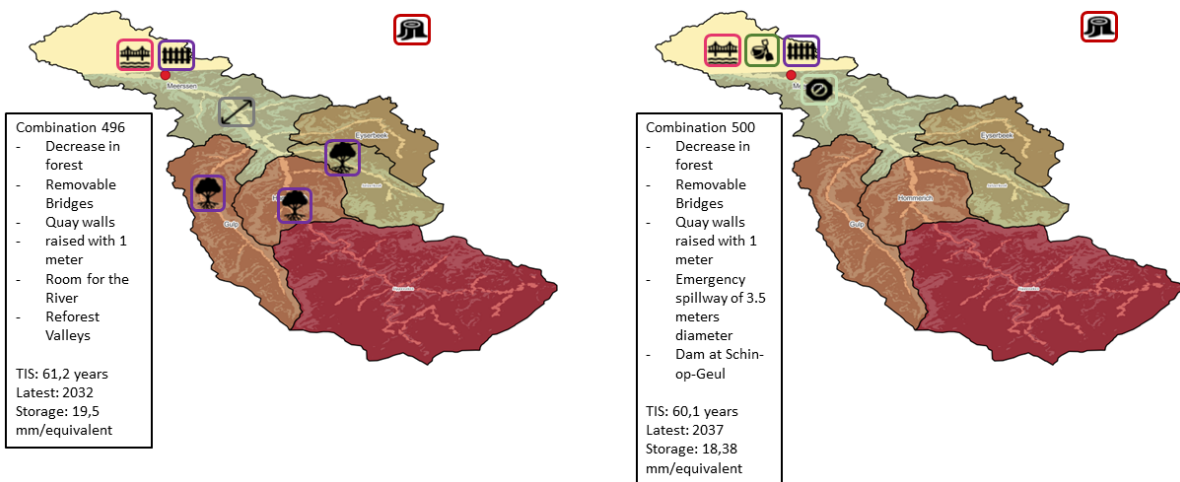 Meerssen
Eyserbeek
Gulp
Combination 496
- Decrease in
forest
- Removable
Bridges
- Quay walls
- raised with 1
meter
- Room for the
River
- Reforest
Valleys
TIS: 61,2 years
Latest: 2032
Storage: 19,5
mm/equivalent
Eyserbeek
Hommerich
Gulp
Combination 500
- Decrease in
forest
- Removable
Bridges
- Quay walls
raised with 1
meter
- Emergency
spillway of 3.5
meters
diameter
- Dam at Schin-
op-Geul
TIS: 60,1 years
Latest: 2037
Storage: 18,38
mm/equivalent